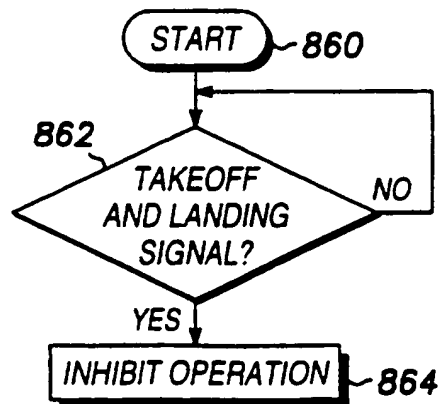 START
860
862
TAKEOFF
AND LANDING
SIGNAL?
NO
YES
INHIBIT OPERATION
864